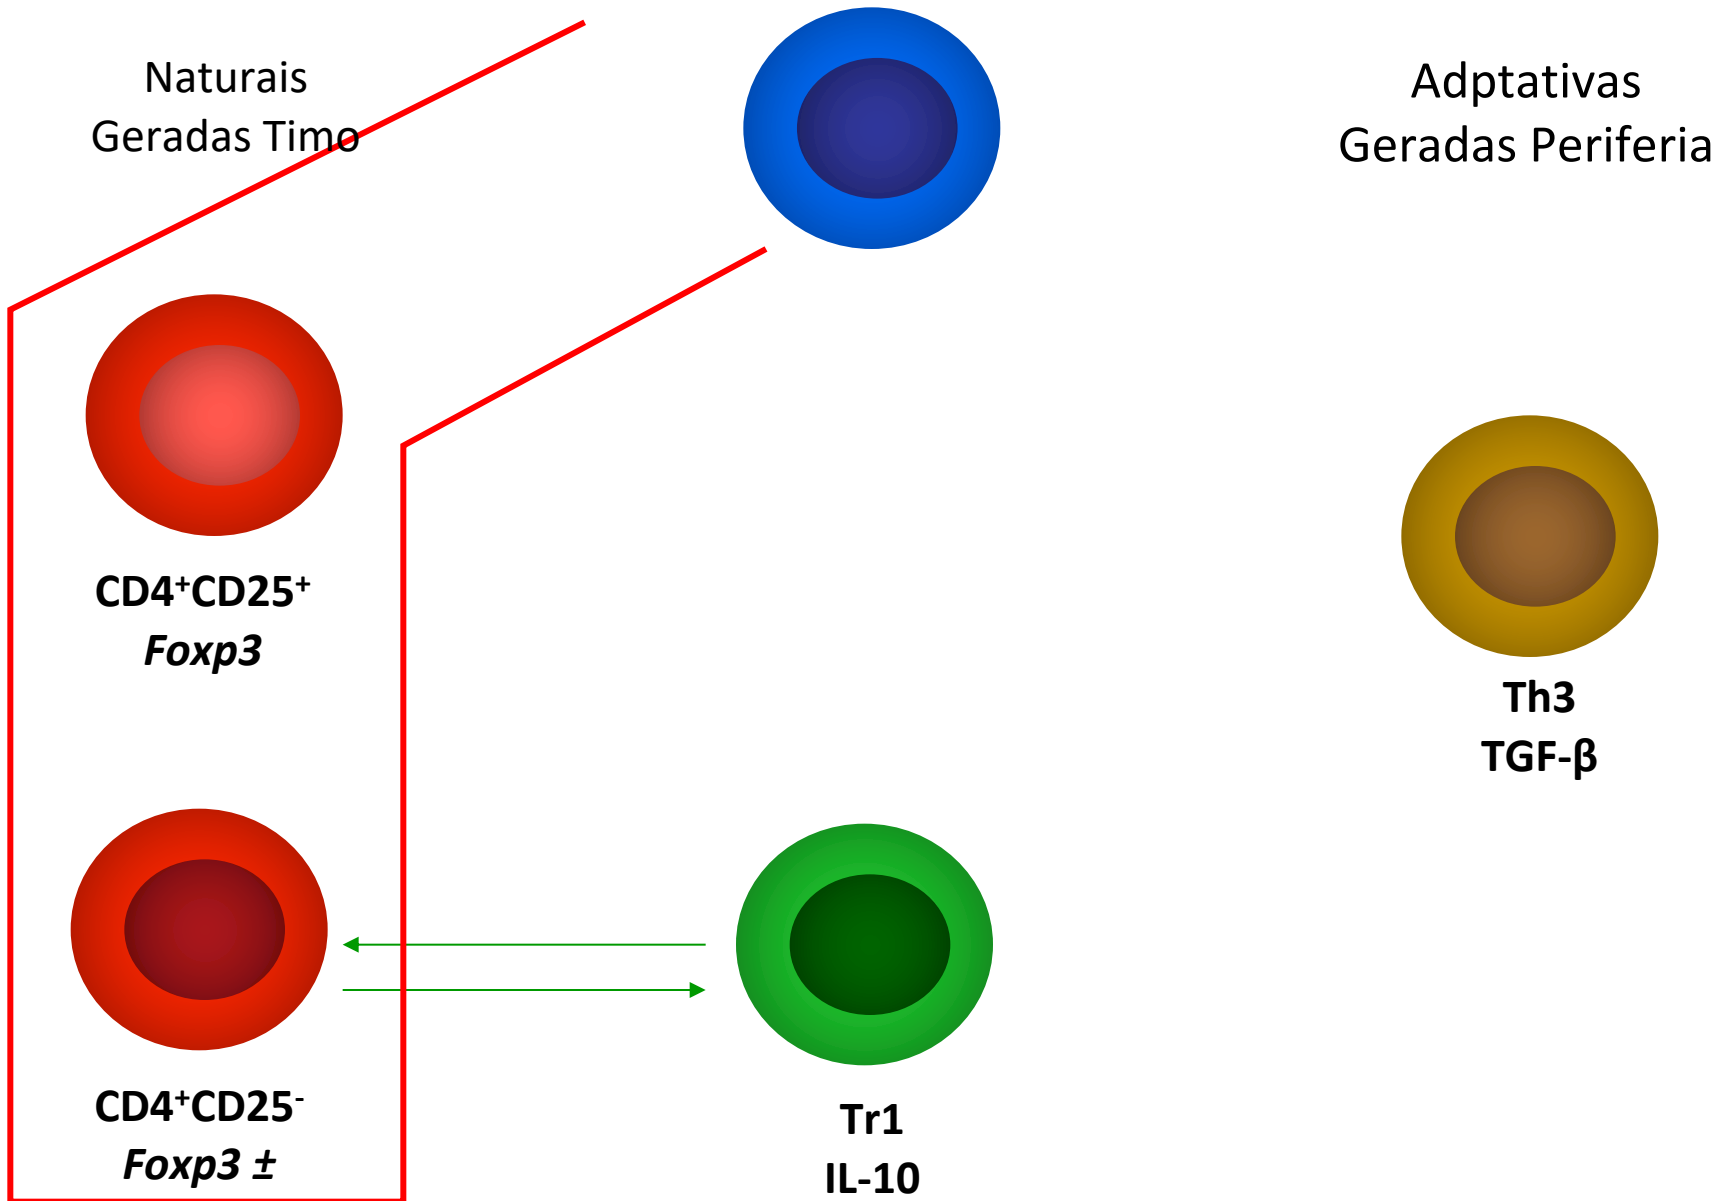 Naturais
Geradas Timo
Adptativas
Geradas Periferia
CD4⁺CD25⁺
Foxp3
Th3
TGF-β
CD4⁺CD25⁻
Foxp3 ±
Tr1
IL-10